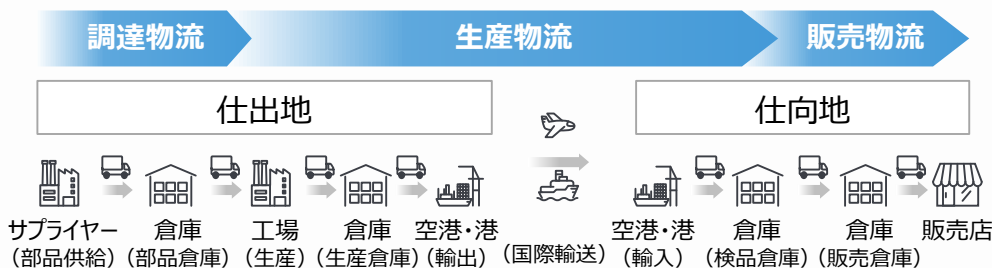 調達物流
生産物流
販売物流
仕出地
仕向地
サプライヤー 倉庫 工場 倉庫 空港・港 空港・港 倉庫 倉庫 販売店
(部品供給) (部品倉庫) (生産) (生産倉庫) (輸出) (国際輸送) (輸入) (検品倉庫) (販売倉庫)